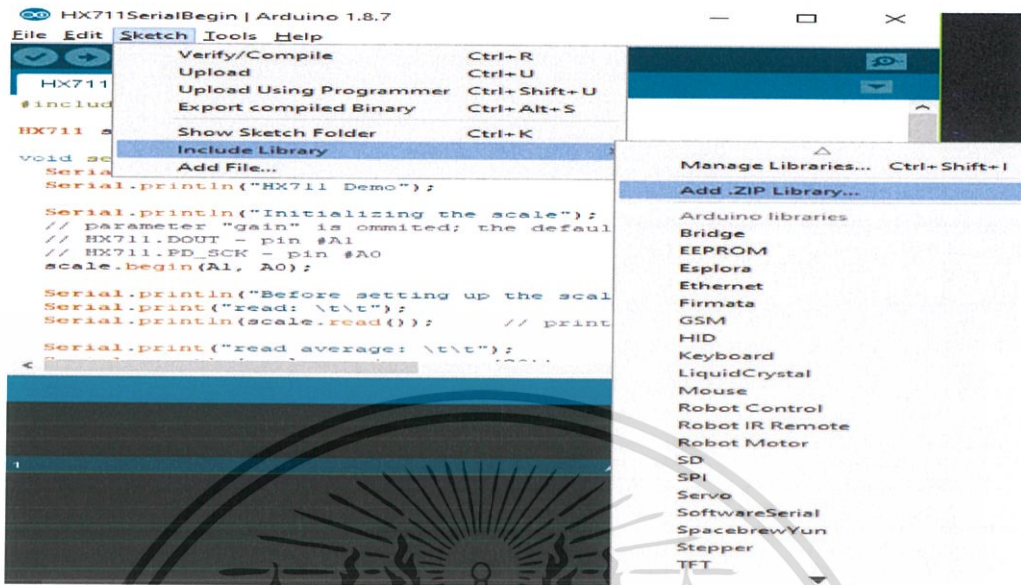 HX711SerialBegin | Arduino 1.8.7
File Edit Sketch Tools Help
Verify/Compile Ctrl+R
Upload Ctrl+U
Upload Using Programmer Ctrl+Shift+U
Export compiled Binary Ctrl+Alt+S
Show Sketch Folder Ctrl+K
Include Library
Add File...
HX711
#includ
HX711 s
void se
Seria
Serial.println("HX711 Demo");
Serial.println("Initializing the scale");
// parameter "gain" is ommited; the defaul
// HX711.DOUT - pin #A1
// HX711.PD_SCK - pin #A0
scale.begin(A1, A0);
Serial.println("Before setting up the scal
Serial.print("read: \t\t");
Serial.println(scale.read()); // print
Serial.print("read average: \t\t");
1
Manage Libraries... Ctrl+Shift+I
Add .ZIP Library...
Arduino libraries
Bridge
EEPROM
Esplora
Ethernet
Firmata
GSM
HID
Keyboard
LiquidCrystal
Mouse
Robot Control
Robot IR Remote
Robot Motor
SD
SPI
Servo
SoftwareSerial
SpacebrewYun
Stepper
TFT